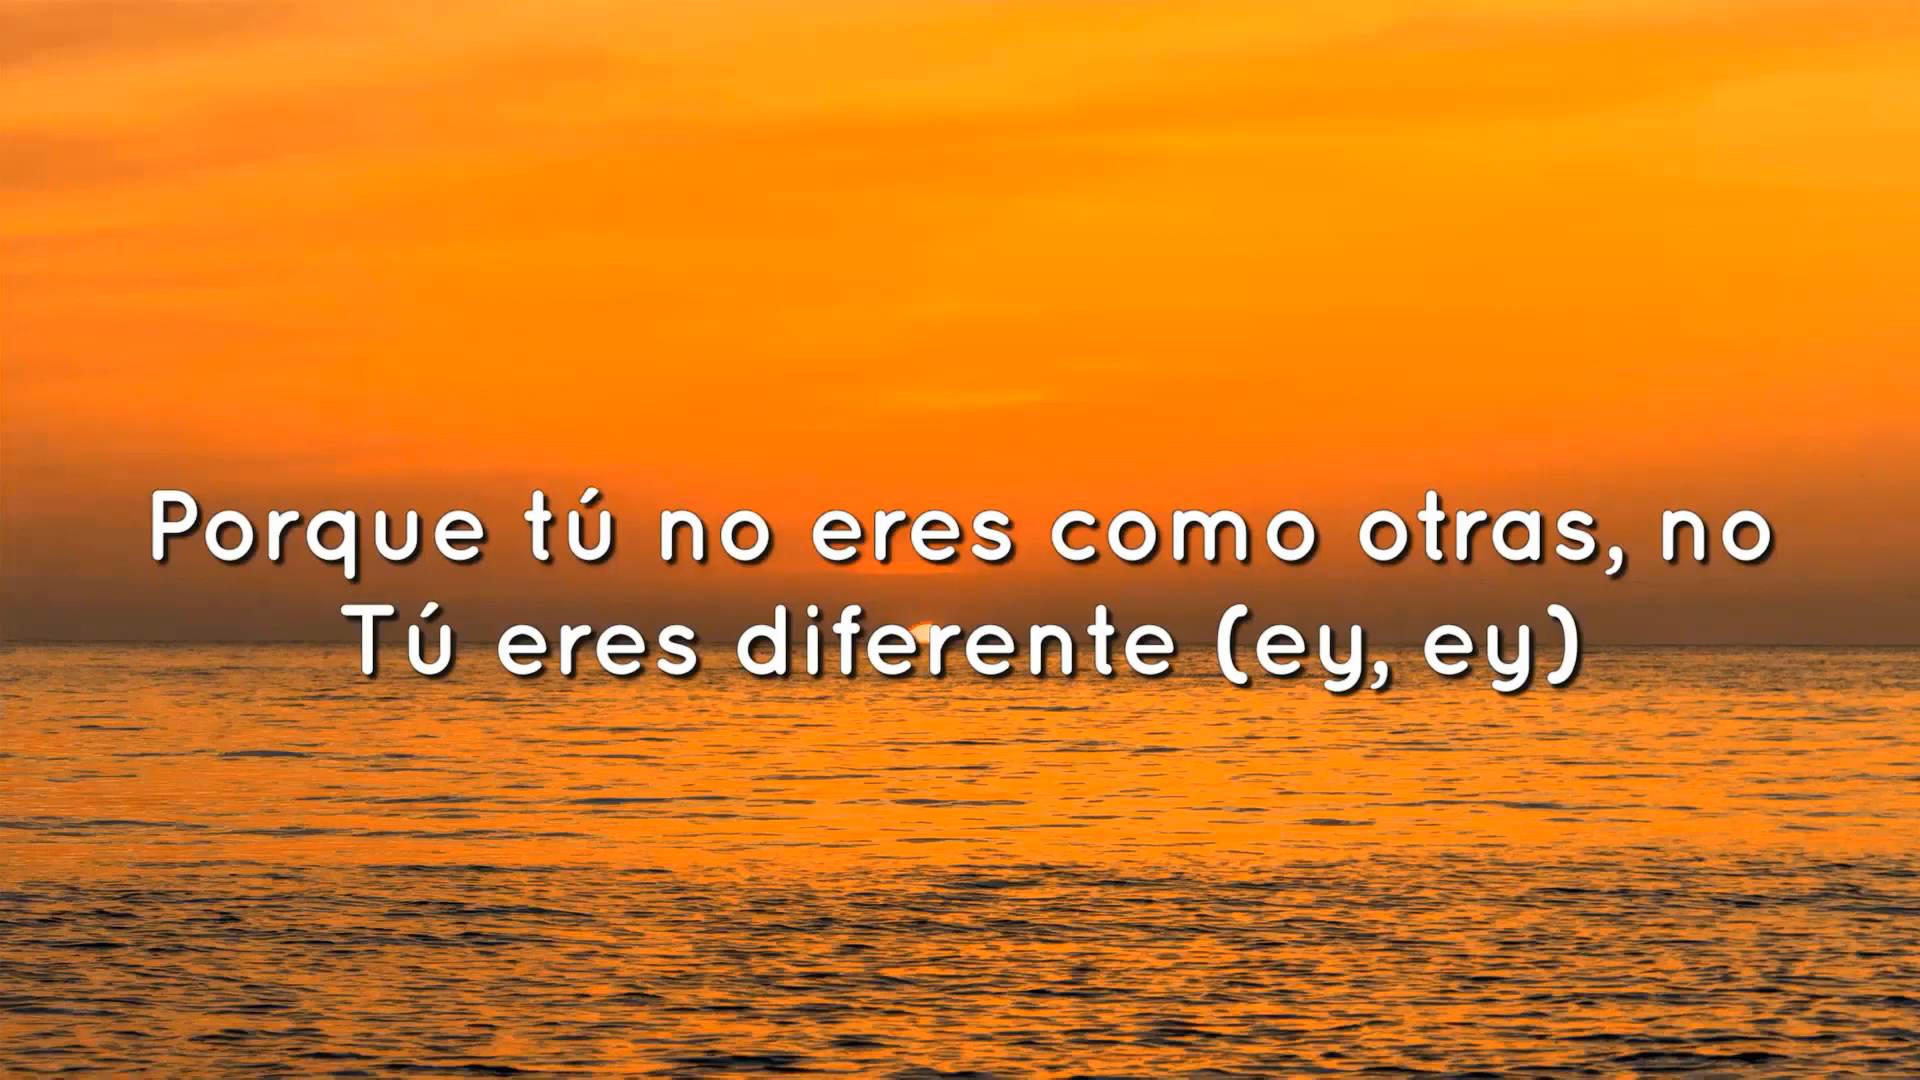 Porque tú no eres como otras, no
Tú eres diferente (ey, ey)